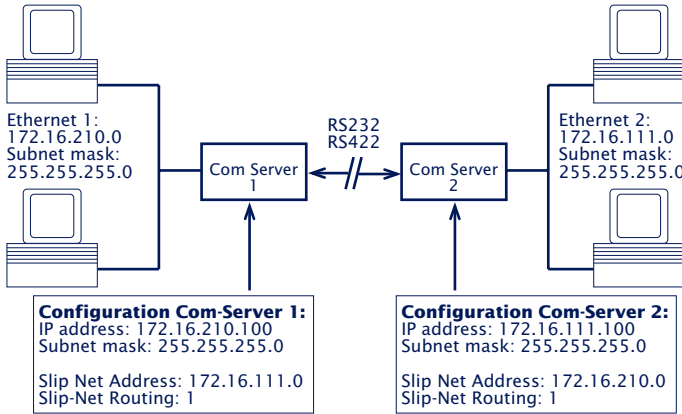 Ethernet 1:
172.16.210.0
Subnet mask:
255.255.255.0
RS232
RS422
Ethernet 2:
172.16.111.0
Subnet mask:
255.255.255.0
Com Server
1
Com Server
2
Configuration Com-Server 1:
IP address: 172.16.210.100
Subnet mask: 255.255.255.0
Slip Net Address: 172.16.111.0
Slip-Net Routing: 1
Configuration Com-Server 2:
IP address: 172.16.111.100
Subnet mask: 255.255.255.0
Slip Net Address: 172.16.210.0
Slip-Net Routing: 1